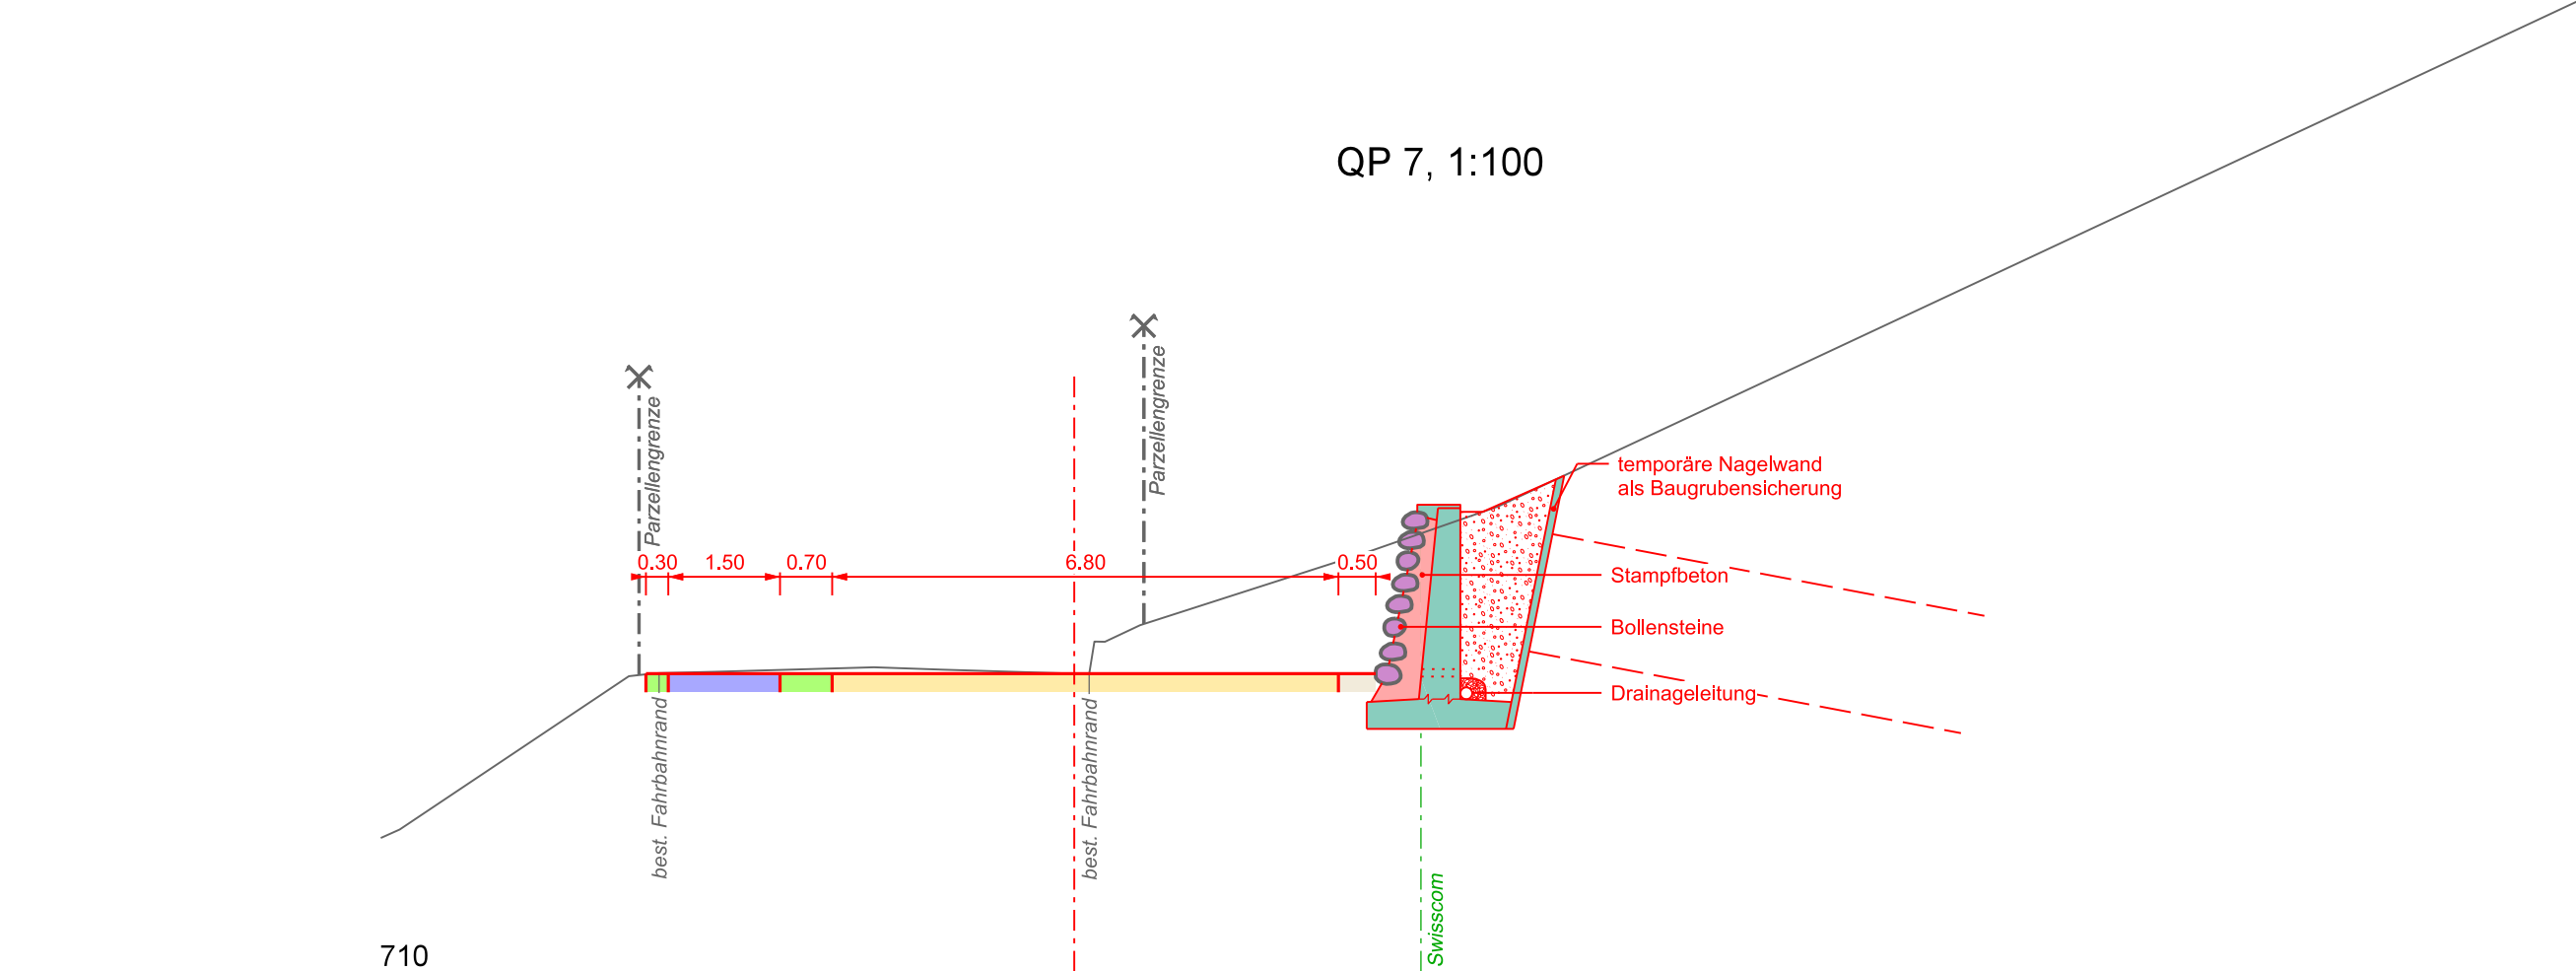 QP 7, 1:100
Parzellengrenze
Parzellengrenze
temporäre Nagelwand
als Baugrubensicherung
0.30
1.50
0.70
6.80
0.50
Stampfbeton
Bollensteine
Drainageleitung
best. Fahrbahnrand
best. Fahrbahnrand
Swisscom
710